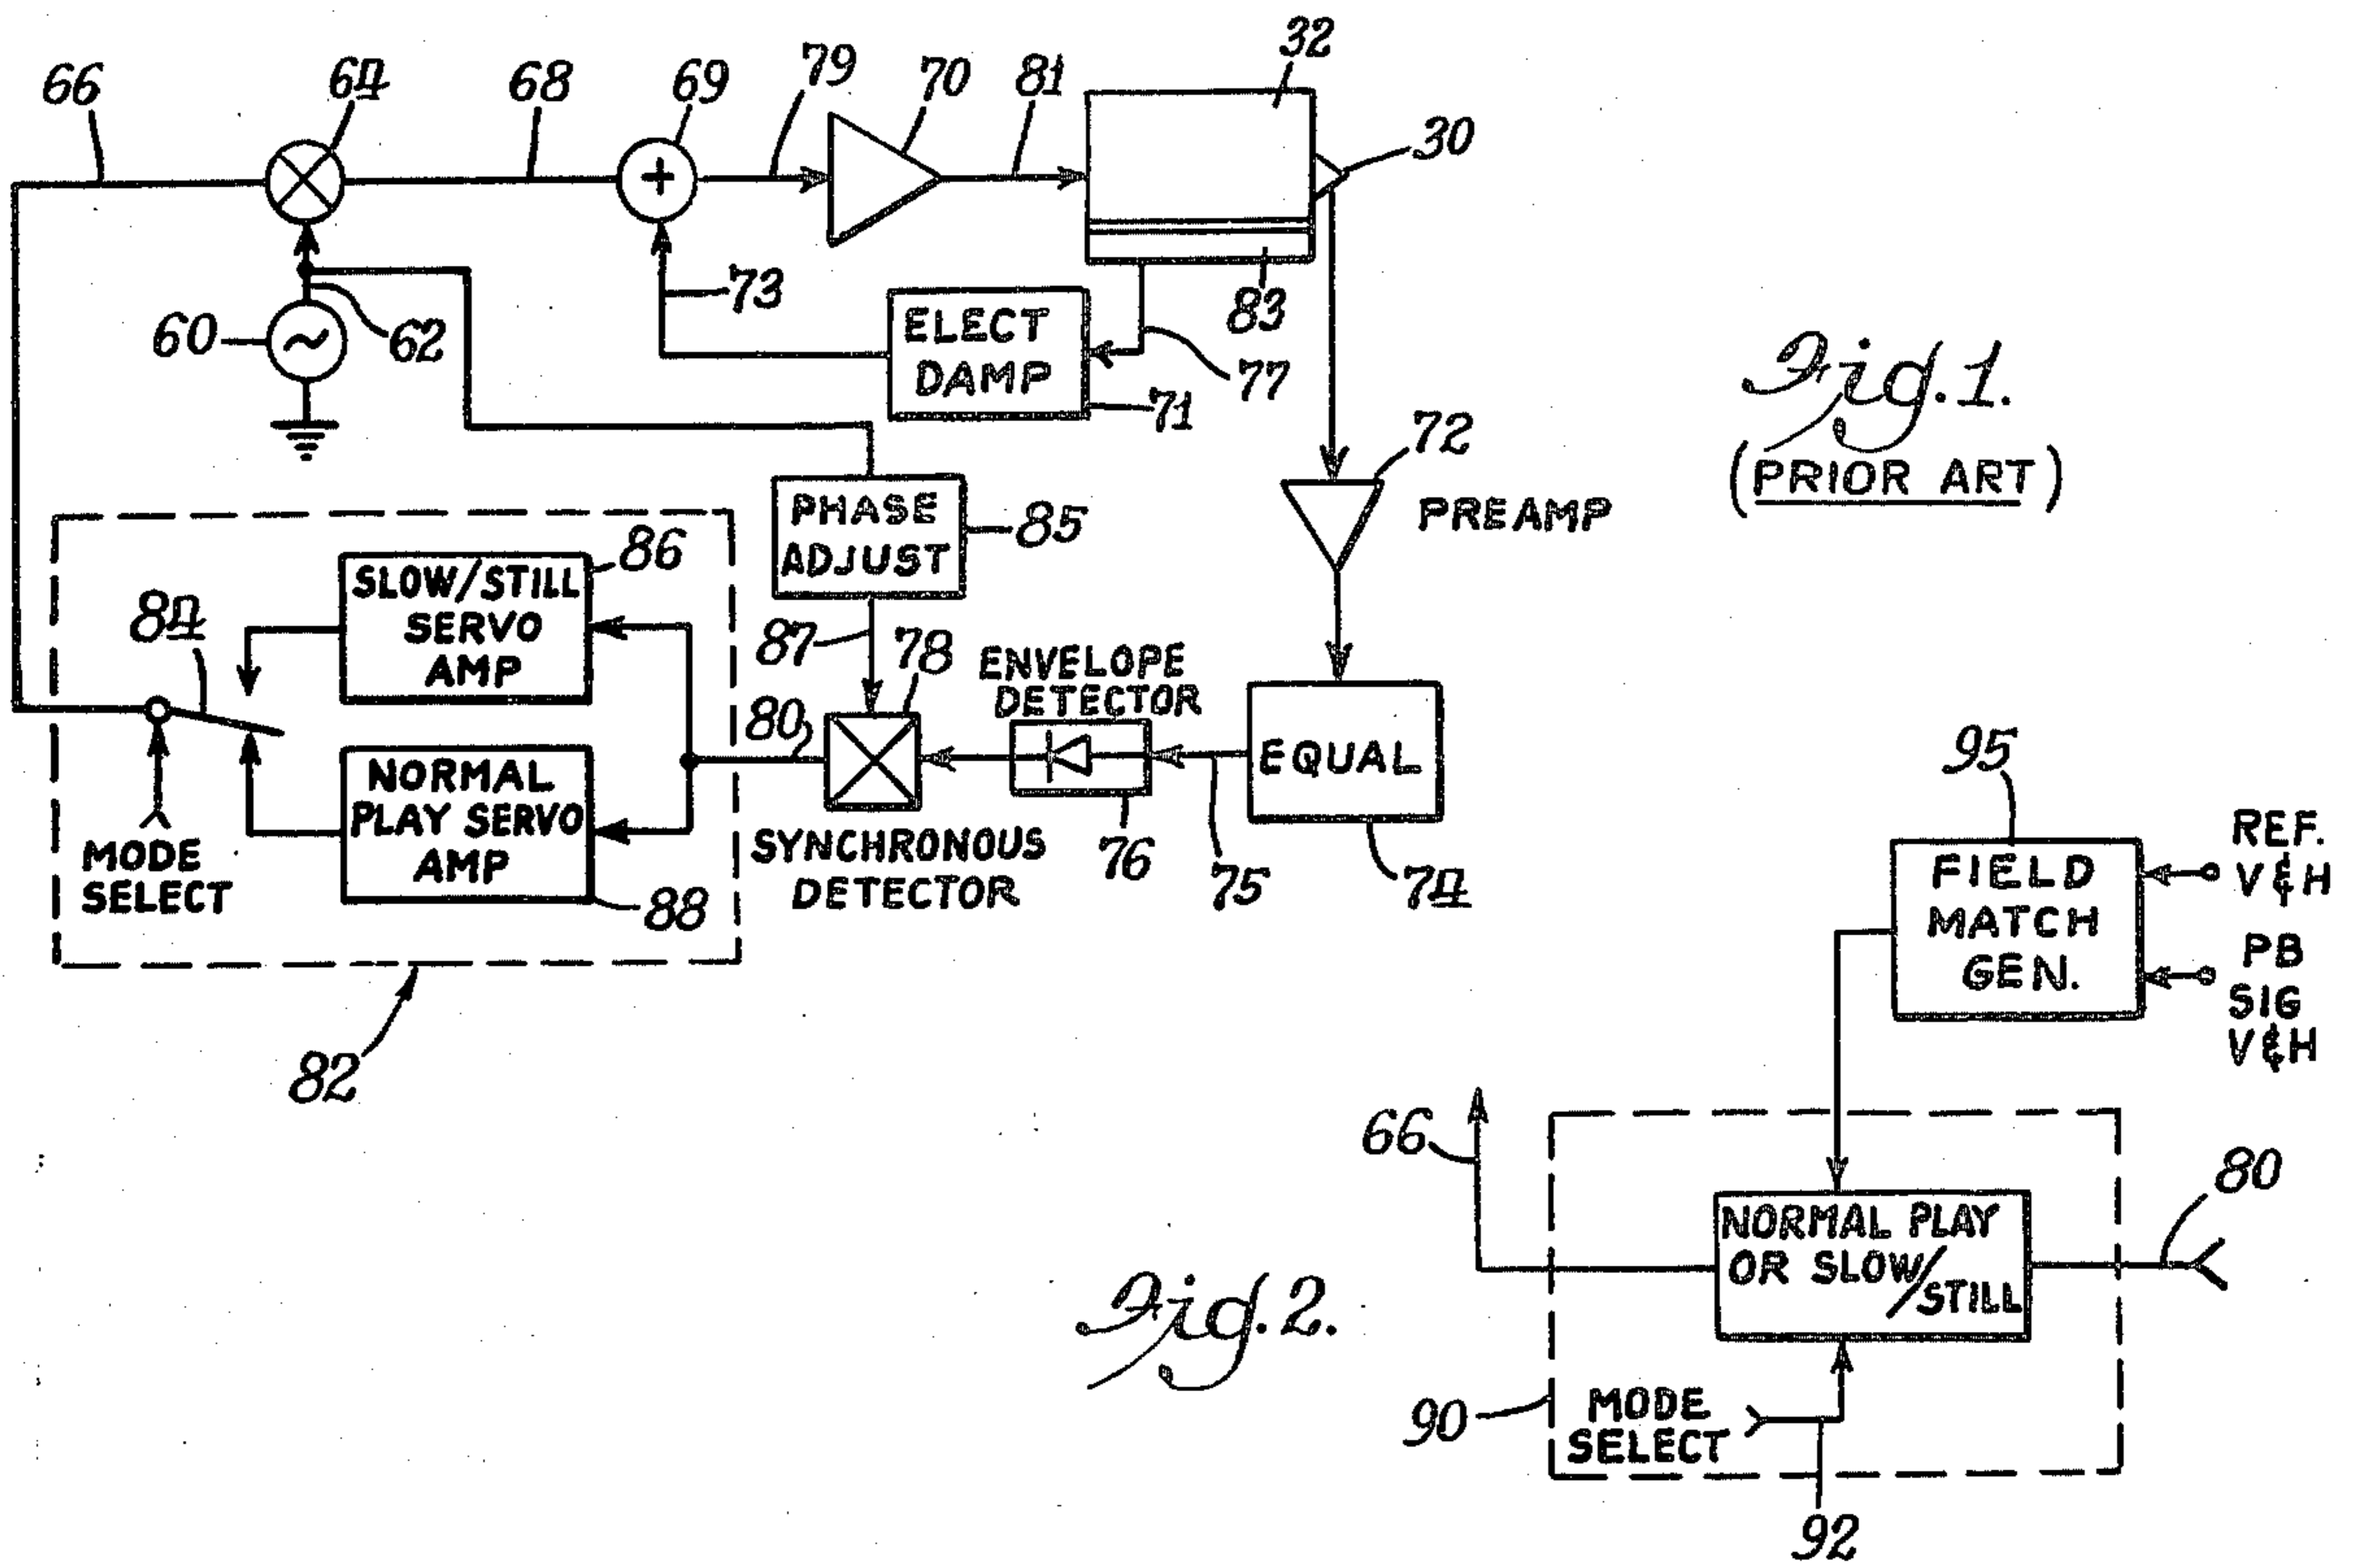 32
66
64
68
69
79
70
81
30
73
83
60
62
ELECT
DAMP
77
71
Fig. 1.
(PRIOR ART)
72
PREAMP
PHASE
ADJUST
85
86
SLOW/STILL
SERVO
AMP
84
87
78
ENVELOPE
DETECTOR
80
EQUAL
NORMAL
PLAY SERVO
AMP
88
MODE
SELECT
SYNCHRONOUS
DETECTOR
76
75
74
82
95
FIELD
MATCH
GEN.
REF.
V&H
PB
SIG
V&H
66
80
NORMAL PLAY
OR SLOW/
STILL
Fig. 2.
90
MODE
SELECT
92